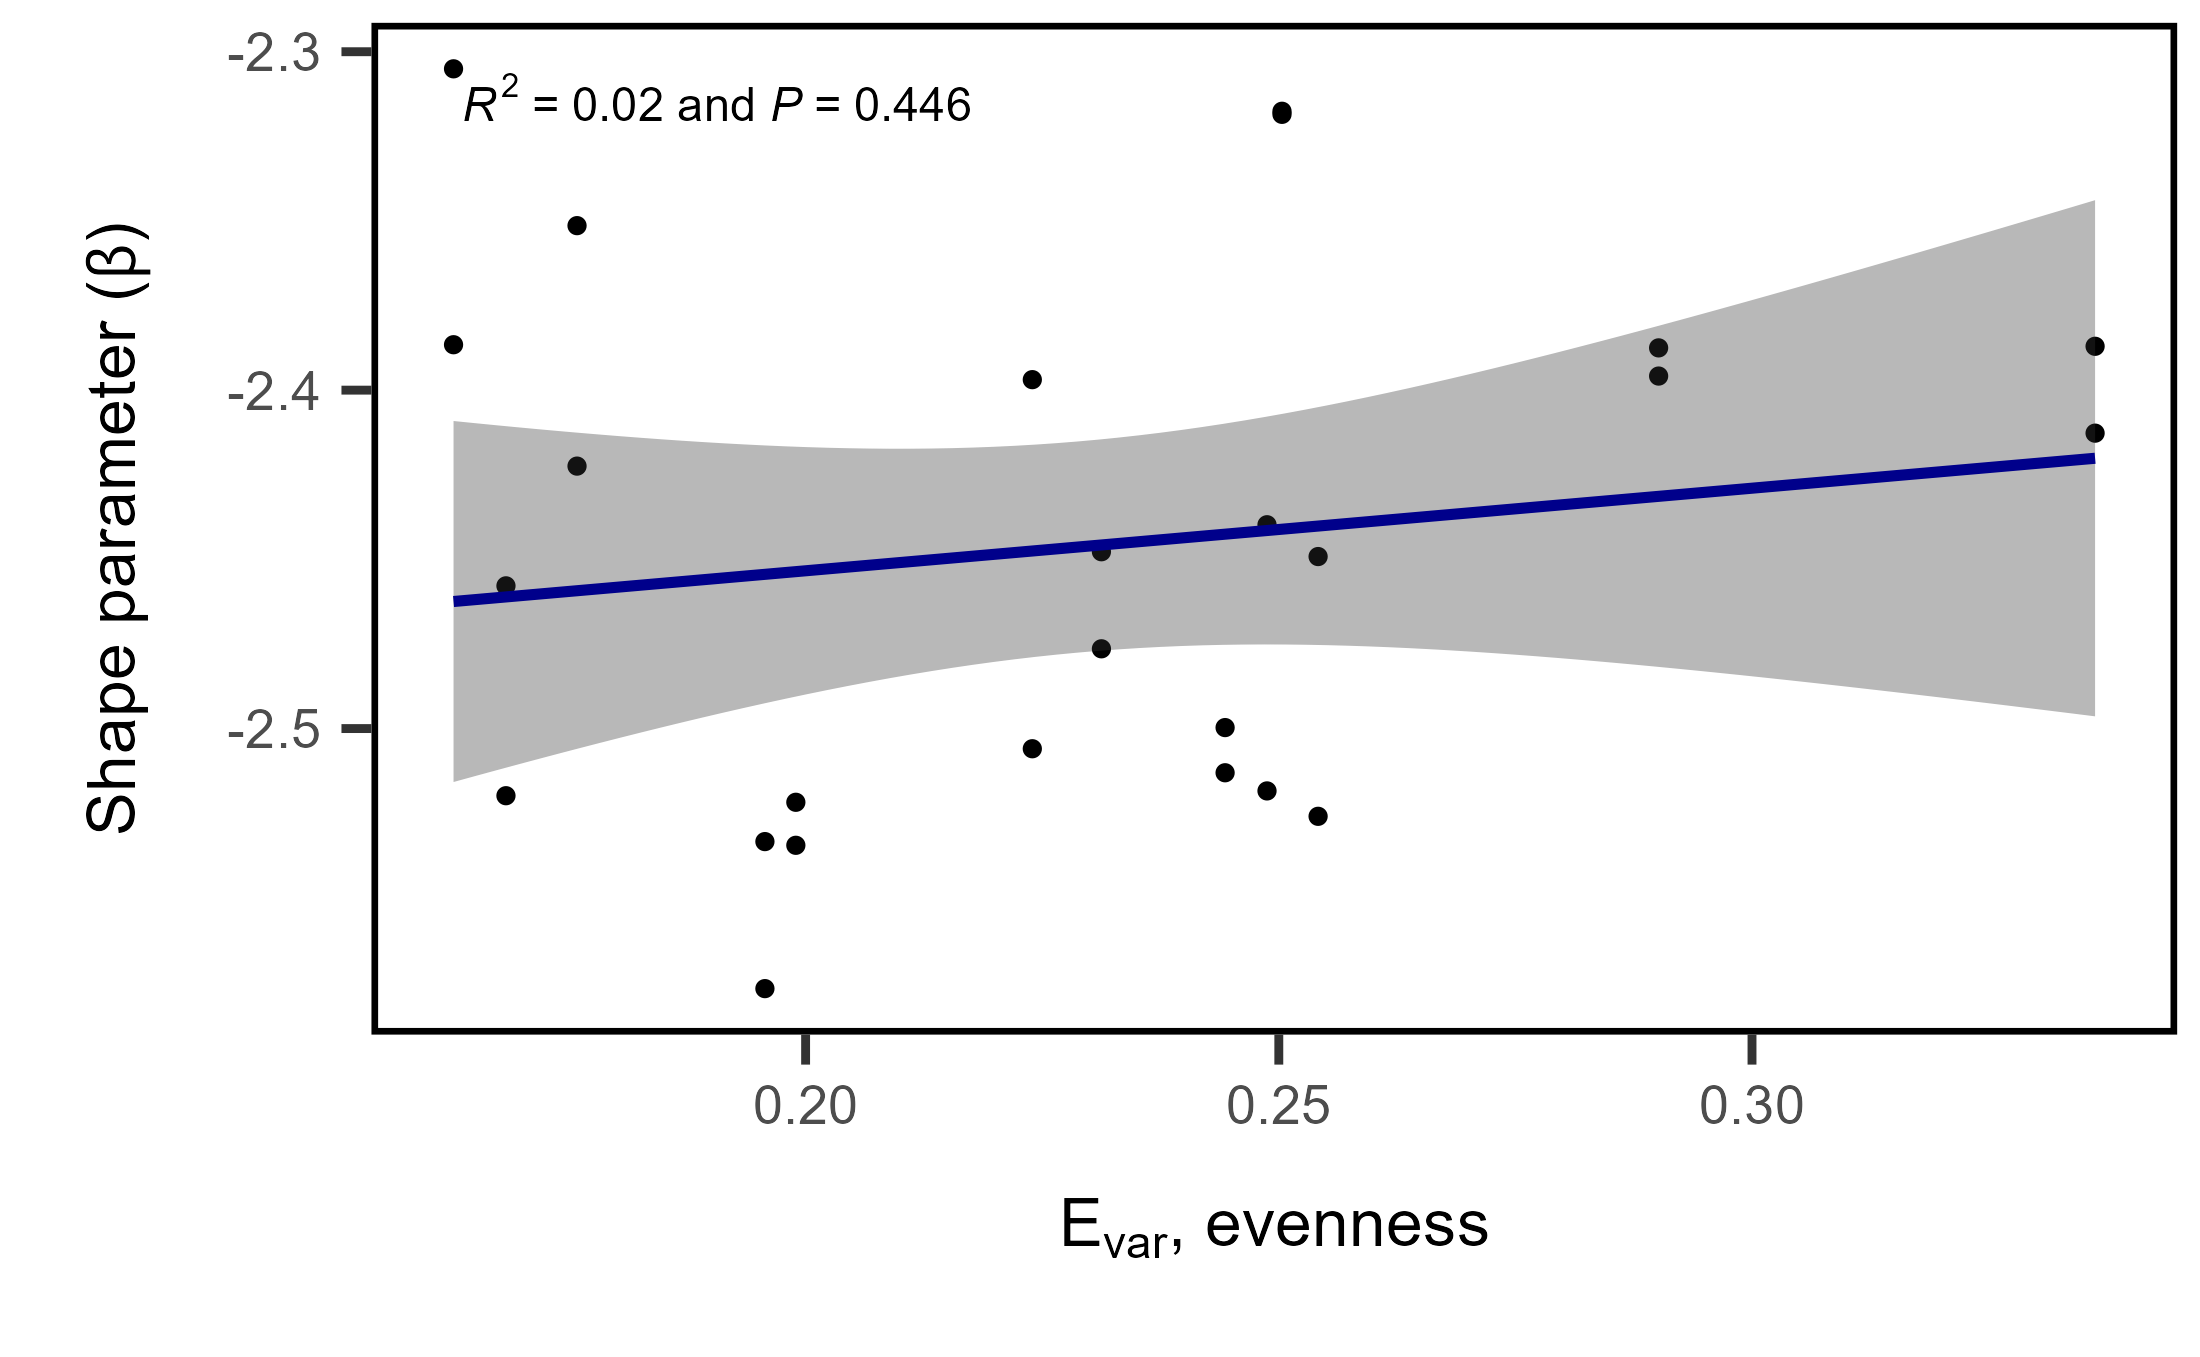 -2.3
R² = 0.02 and P = 0.446
-2.4
-2.5
Shape parameter (β)
0.20 0.25 0.30
Evar, evenness